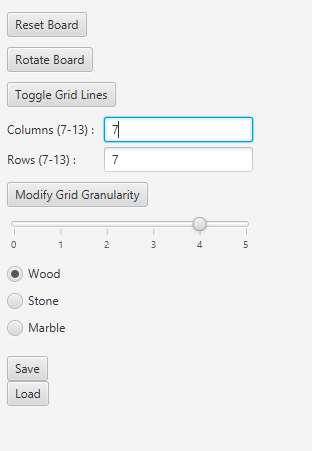 Reset Board
Rotate Board
Toggle Grid Lines
Columns (7-13) : 7
Rows (7-13) : 7
Modify Grid Granularity
0 1 2 3 4 5
Wood
Stone
Marble
Save
Load